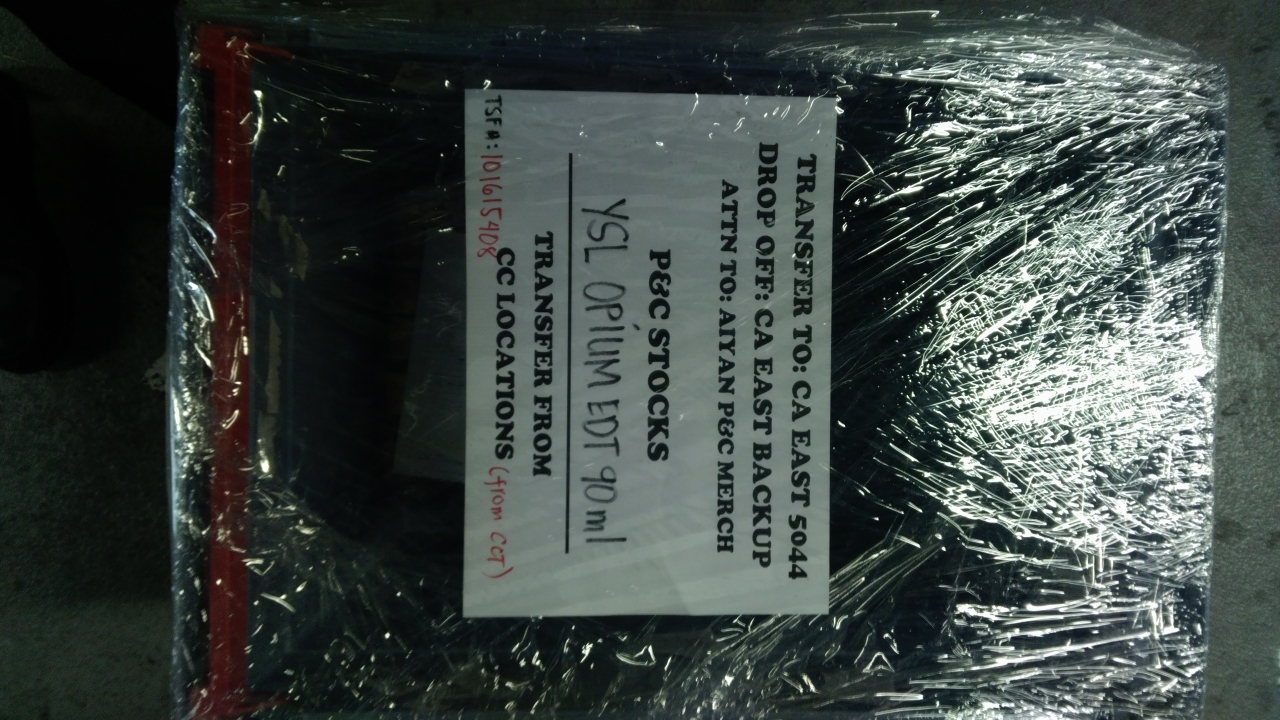 TRANSFER TO: CA EAST 5044
DROP OFF: CA EAST BACKUP
ATTN TO: AIYAN P&C MERCH
P&C STOCKS
YSL OPIUM EDT 90ml
TRANSFER FROM
CC LOCATIONS (from CCT)
TSF#: 101615408